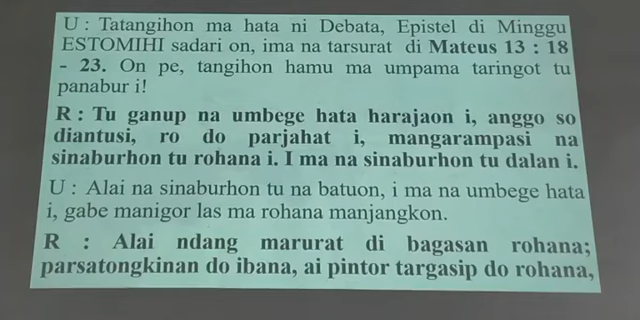 U : Tatangihon ma hata ni Debata, Epistel di Minggu
ESTOMIHI sadari on, ima na tarsurat di Mateus 13 : 18
- 23. On pe, tangihon hamu ma umpama taringot tu
panabur i!
R : Tu ganup na umbege hata harajaon i, anggo so
diantusi, ro do parjahat i, mangarampasi na
sinaburhon tu rohana i. I ma na sinaburhon tu dalan i.
U : Alai na sinaburhon tu na batuon, i ma na umbege hata
i, gabe manigor las ma rohana manjangkon.
R : Alai ndang marurat di bagasan rohana;
parsatongkinan do ibana, ai pintor targasip do rohana,